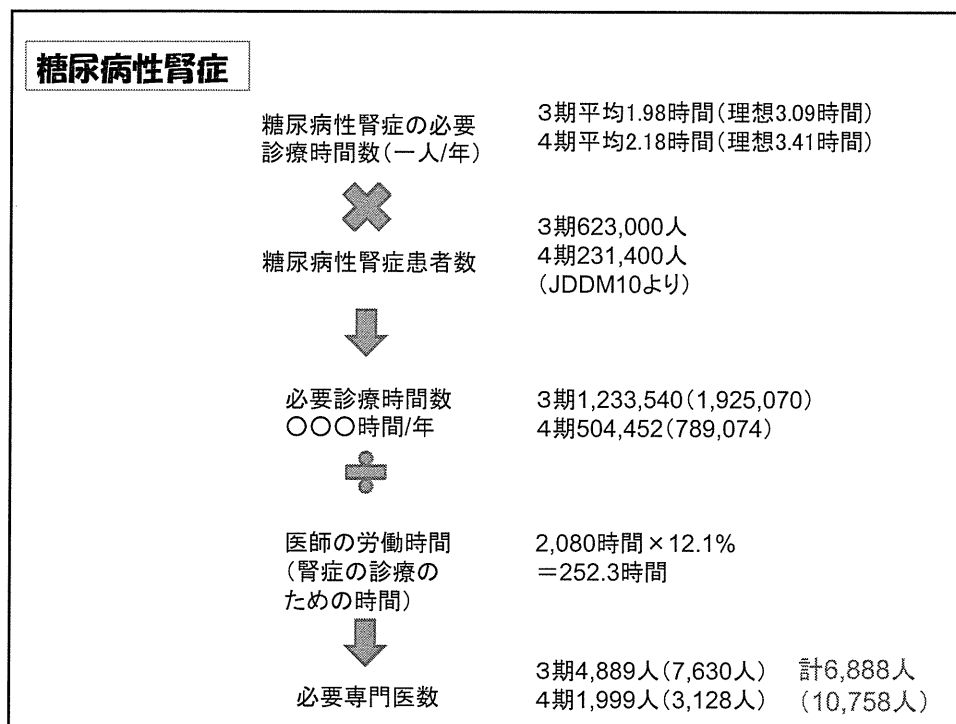 糖尿病性腎症
糖尿病性腎症の必要
診療時間数(一人/年)
3期平均1.98時間(理想3.09時間)
4期平均2.18時間(理想3.41時間)
糖尿病性腎症患者数
3期623,000人
4期231,400人
(JDDM10より)
必要診療時間数
〇〇〇時間/年
3期1,233,540(1,925,070)
4期504,452(789,074)
医師の労働時間
(腎症の診療の
ための時間)
2,080時間×12.1%
=252.3時間
必要専門医数
3期4,889人(7,630人) 計6,888人
4期1,999人(3,128人) (10,758人)